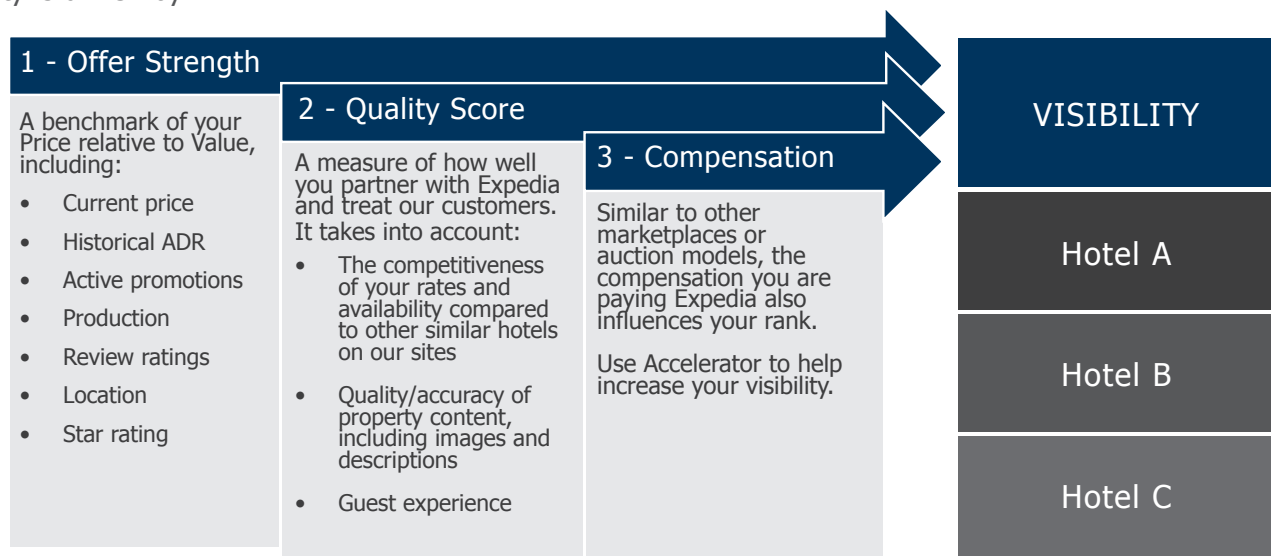 1 - Offer Strength
A benchmark of your
Price relative to Value,
including:
• Current price
• Historical ADR
• Active promotions
• Production
• Review ratings
• Location
• Star rating
2 - Quality Score
A measure of how well
you partner with Expedia
and treat our customers.
It takes into account:
• The competitiveness
of your rates and
availability compared
to other similar hotels
on our sites
• Quality/accuracy of
property content,
including images and
descriptions
• Guest experience
3 - Compensation
Similar to other
marketplaces or
auction models, the
compensation you are
paying Expedia also
influences your rank.
Use Accelerator to help
increase your visibility.
VISIBILITY
Hotel A
Hotel B
Hotel C